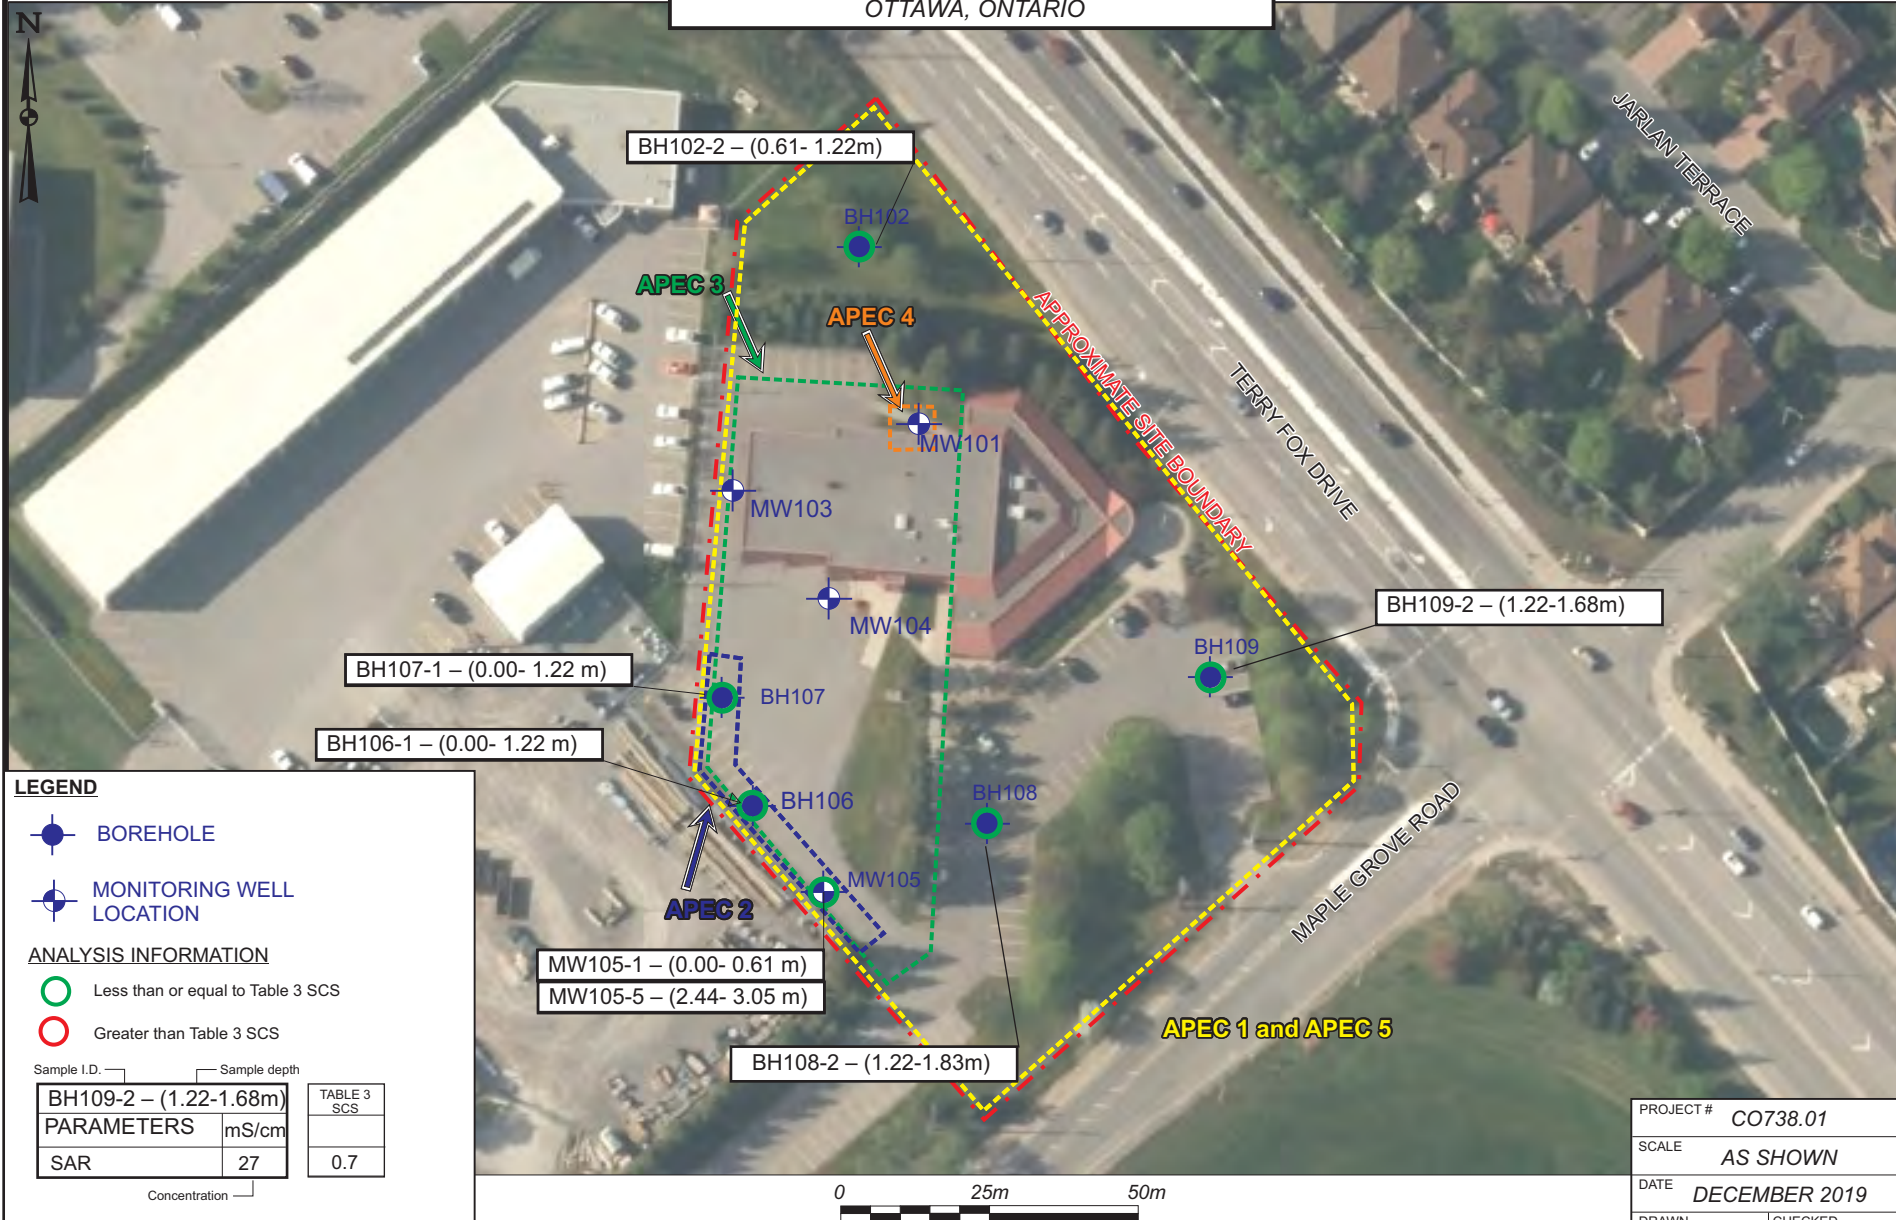 OTTAWA, ONTARIO
N
JARLAN TERRACE
BH102-2 – (0.61- 1.22m)
BH102
APEC 3
APEC 4
APPROXIMATE SITE BOUNDARY
TERRY FOX DRIVE
MW101
MW103
MW104
BH109-2 – (1.22-1.68m)
BH109
BH107-1 – (0.00- 1.22 m)
BH107
BH106-1 – (0.00- 1.22 m)
BH106
BH108
MAPLE GROVE ROAD
MW105
APEC 2
MW105-1 – (0.00- 0.61 m)
MW105-5 – (2.44- 3.05 m)
APEC 1 and APEC 5
BH108-2 – (1.22-1.83m)
LEGEND
BOREHOLE
MONITORING WELL
LOCATION
ANALYSIS INFORMATION
Less than or equal to Table 3 SCS
Greater than Table 3 SCS
Sample I.D.
Sample depth
BH109-2 – (1.22-1.68m)
TABLE 3
SCS
PARAMETERS mS/cm
SAR 27 0.7
Concentration
0 25m 50m
PROJECT # CO738.01
SCALE AS SHOWN
DATE DECEMBER 2019
DRAWN CHECKED